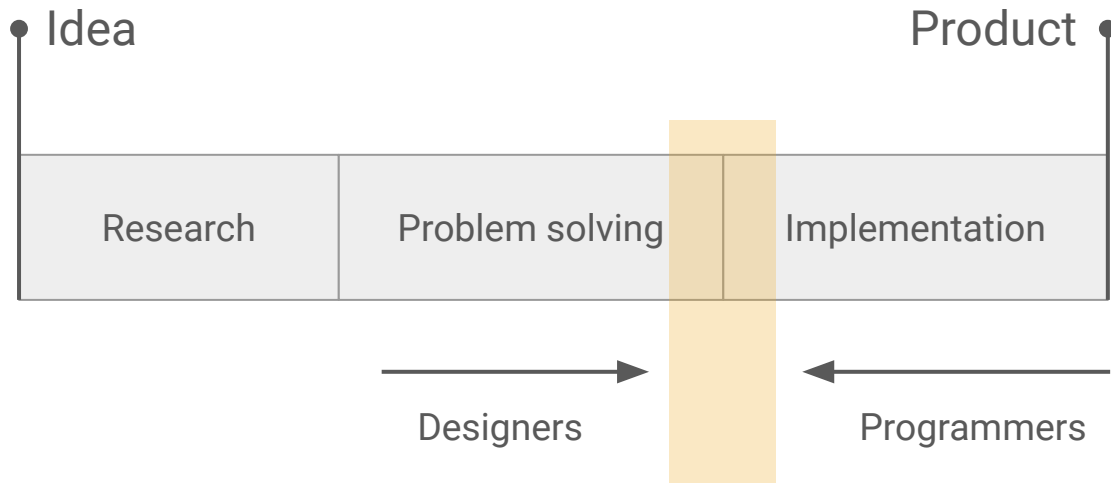 Idea
Product
Research
Problem solving
Implementation
Designers
Programmers